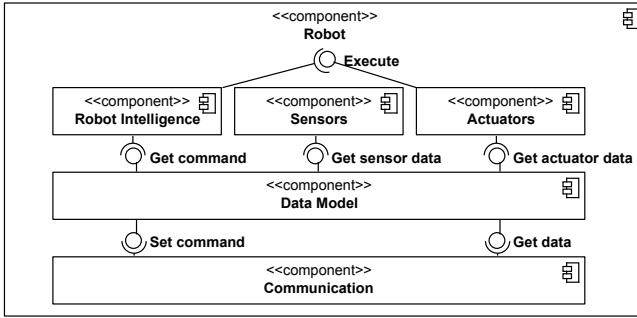 <<component>>
Robot
Execute
<<component>>
Robot Intelligence
<<component>>
Sensors
<<component>>
Actuators
Get command
Get sensor data
Get actuator data
<<component>>
Data Model
Set command
Get data
<<component>>
Communication